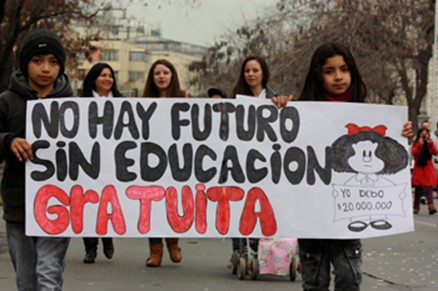 NO HAY FUTURO
SIN EDUCACION
GRATUITA
YO DEBO
$20.000.000